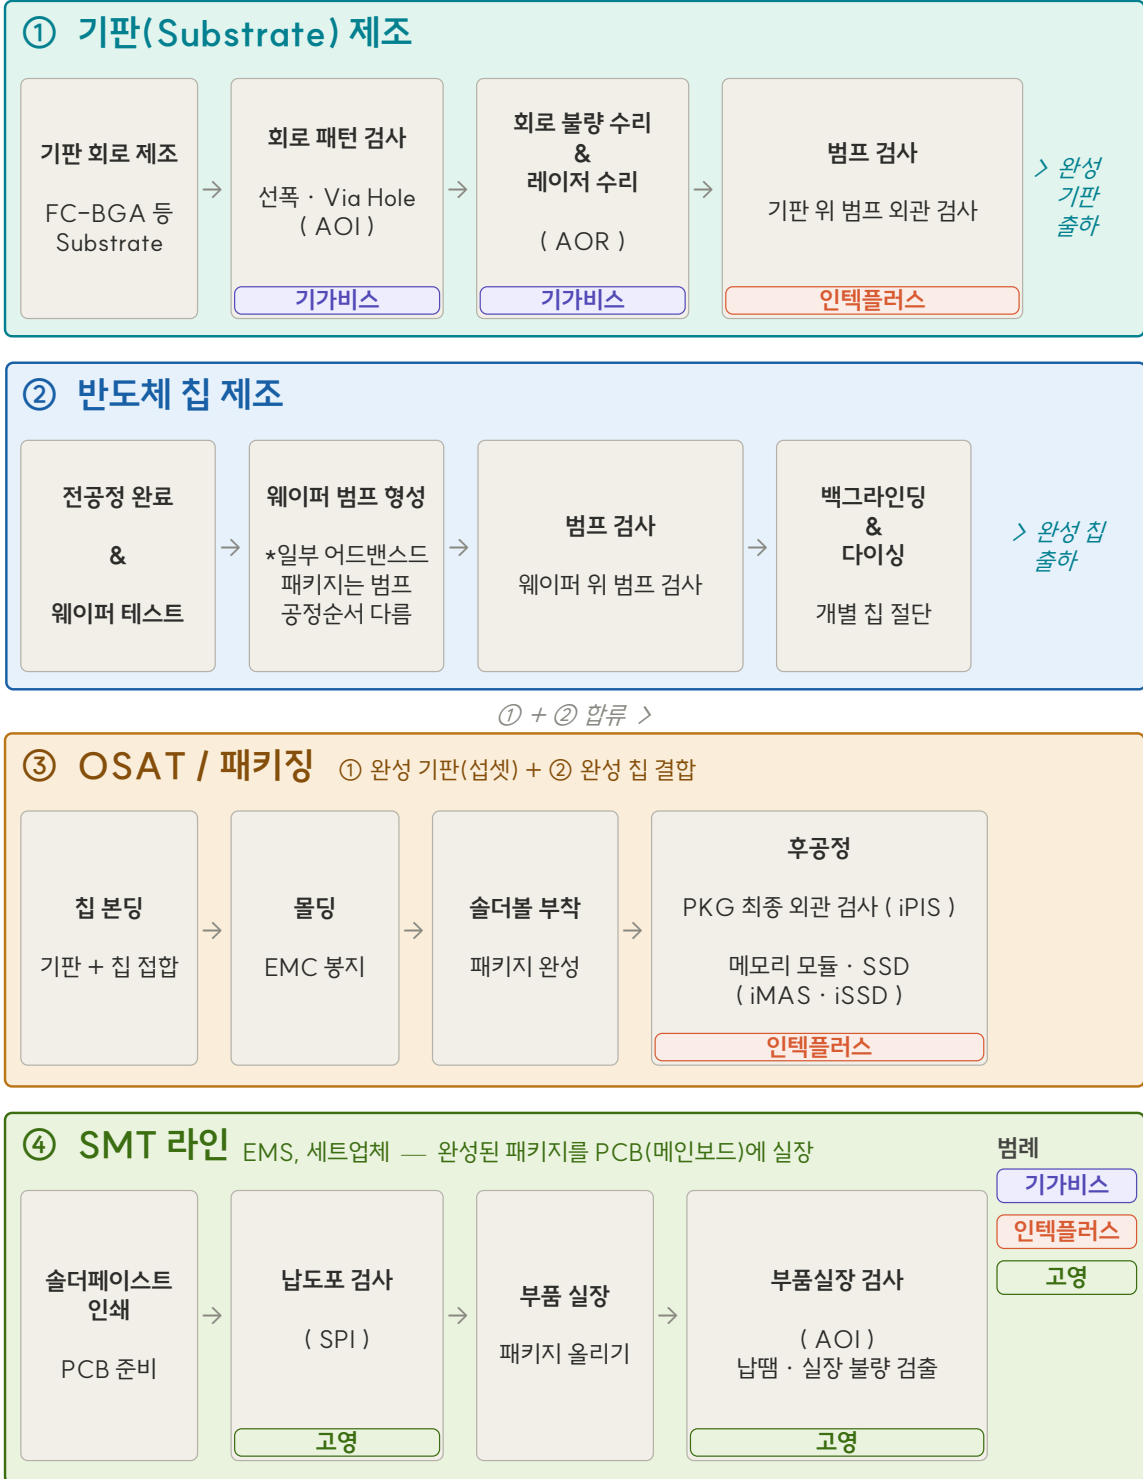 ① 기판(Substrate) 제조
기판 회로 제조
FC-BGA 등
Substrate
→
회로 패턴 검사
선폭 · Via Hole
( AOI )
기가비스
→
회로 불량 수리
&
레이저 수리
( AOR )
기가비스
→
범프 검사
기판 위 범프 외관 검사
인텍플러스
> 완성
기판
출하
② 반도체 칩 제조
전공정 완료
&
웨이퍼 테스트
→
웨이퍼 범프 형성
*일부 어드밴스드
패키지는 범프
공정순서 다름
→
범프 검사
웨이퍼 위 범프 검사
→
백그라인딩
&
다이싱
개별 칩 절단
> 완성 칩
출하
① + ② 합류 >
③ OSAT / 패키징 ① 완성 기판(섭셋) + ② 완성 칩 결합
칩 본딩
기판 + 칩 접합
→
몰딩
EMC 봉지
→
솔더볼 부착
패키지 완성
→
후공정
PKG 최종 외관 검사 ( iPIS )
메모리 모듈 · SSD
( iMAS · iSSD )
인텍플러스
④ SMT 라인 EMS, 세트업체 — 완성된 패키지를 PCB(메인보드)에 실장
솔더페이스트
인쇄
PCB 준비
→
납도포 검사
( SPI )
고영
→
부품 실장
패키지 올리기
→
부품실장 검사
( AOI )
납땜 · 실장 불량 검출
고영
범례
기가비스
인텍플러스
고영